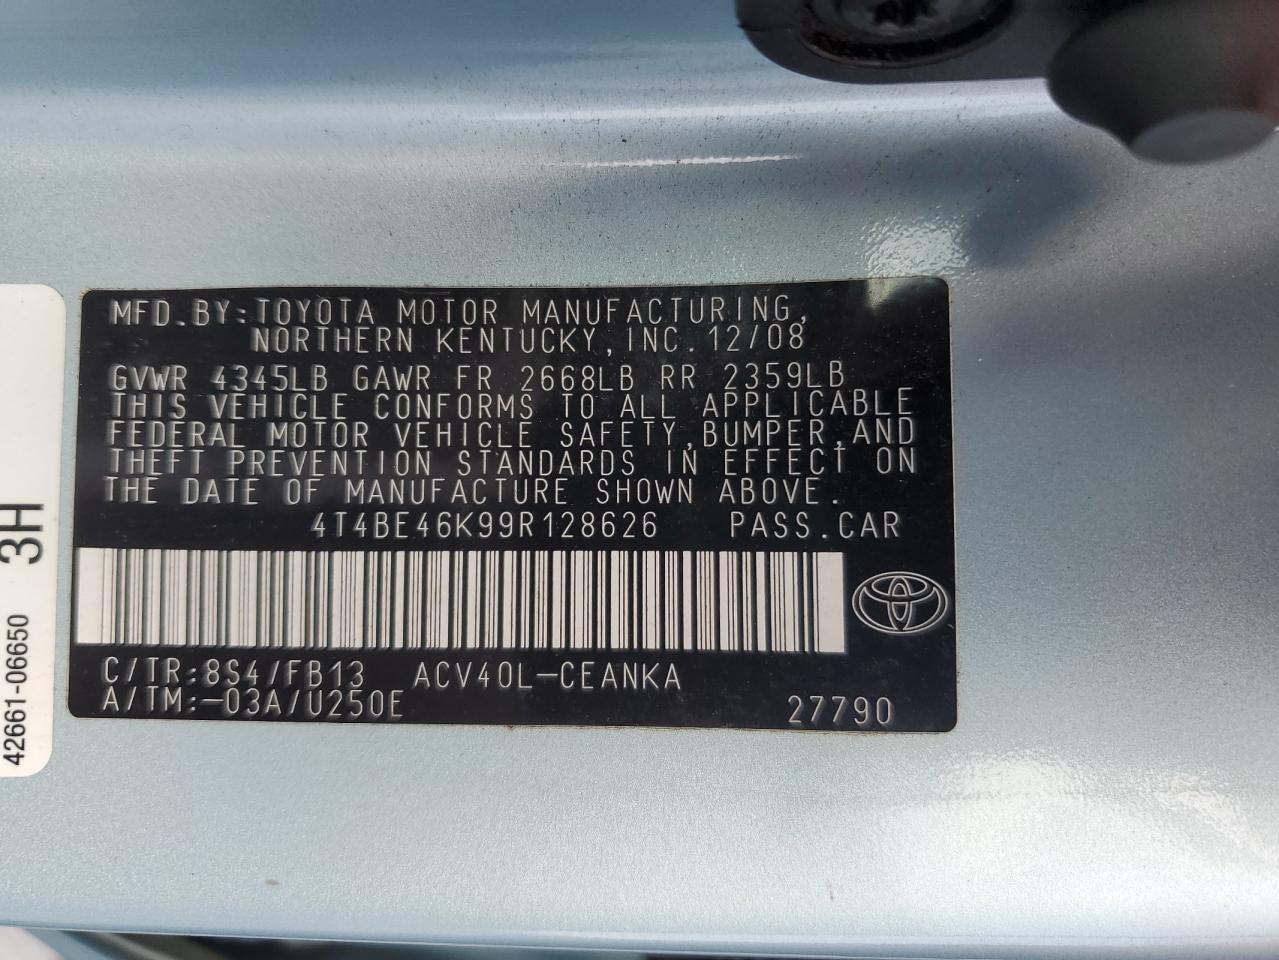 MFD.BY:TOYOTA MOTOR MANUFACTURING,
NORTHERN KENTUCKY,INC.12/08
GVWR 4345LB GAWR FR 2668LB RR 2359LB
THIS VEHICLE CONFORMS TO ALL APPLICABLE
FEDERAL MOTOR VEHICLE SAFETY,BUMPER,AND
THEFT PREVENTION STANDARDS IN EFFECT ON
THE DATE OF MANUFACTURE SHOWN ABOVE.
4T4BE46K99R128626 PASS.CAR
C/TR:8S4/FB13 ACV40L-CEANKA
A/TM:-03A/U250E 27790
42661-06650 3H